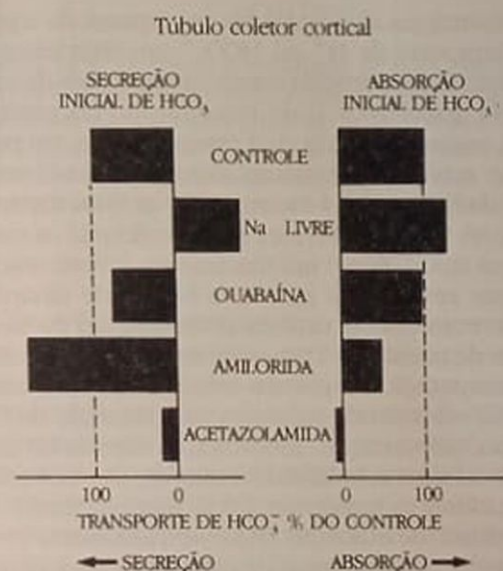 Túbulo coletor cortical
SECREÇÃO
INICIAL DE HCO₃
ABSORÇÃO
INICIAL DE HCO₃
CONTROLE
Na LIVRE
OUABAÍNA
AMILORIDA
ACETAZOLAMIDA
100 0 0 100
TRANSPORTE DE HCO₃⁻ % DO CONTROLE
← SECREÇÃO ABSORÇÃO →